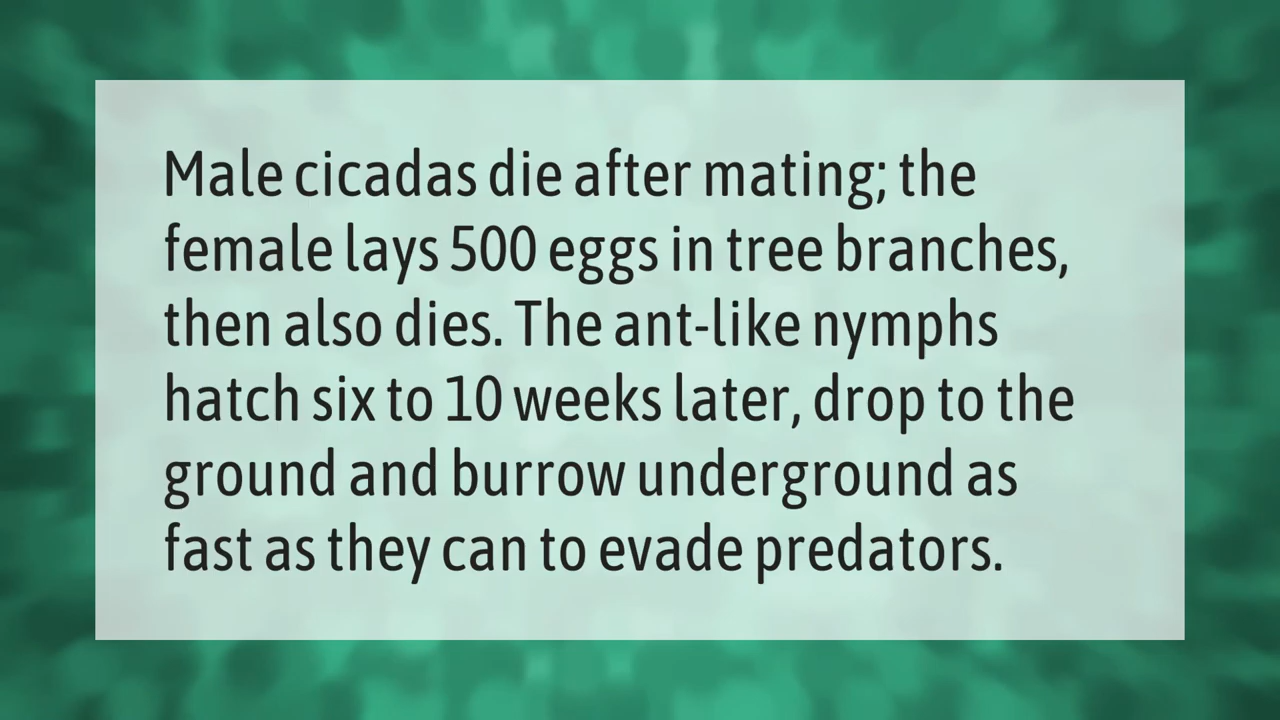 Male cicadas die after mating; the
female lays 500 eggs in tree branches,
then also dies. The ant-like nymphs
hatch six to 10 weeks later, drop to the
ground and burrow underground as
fast as they can to evade predators.